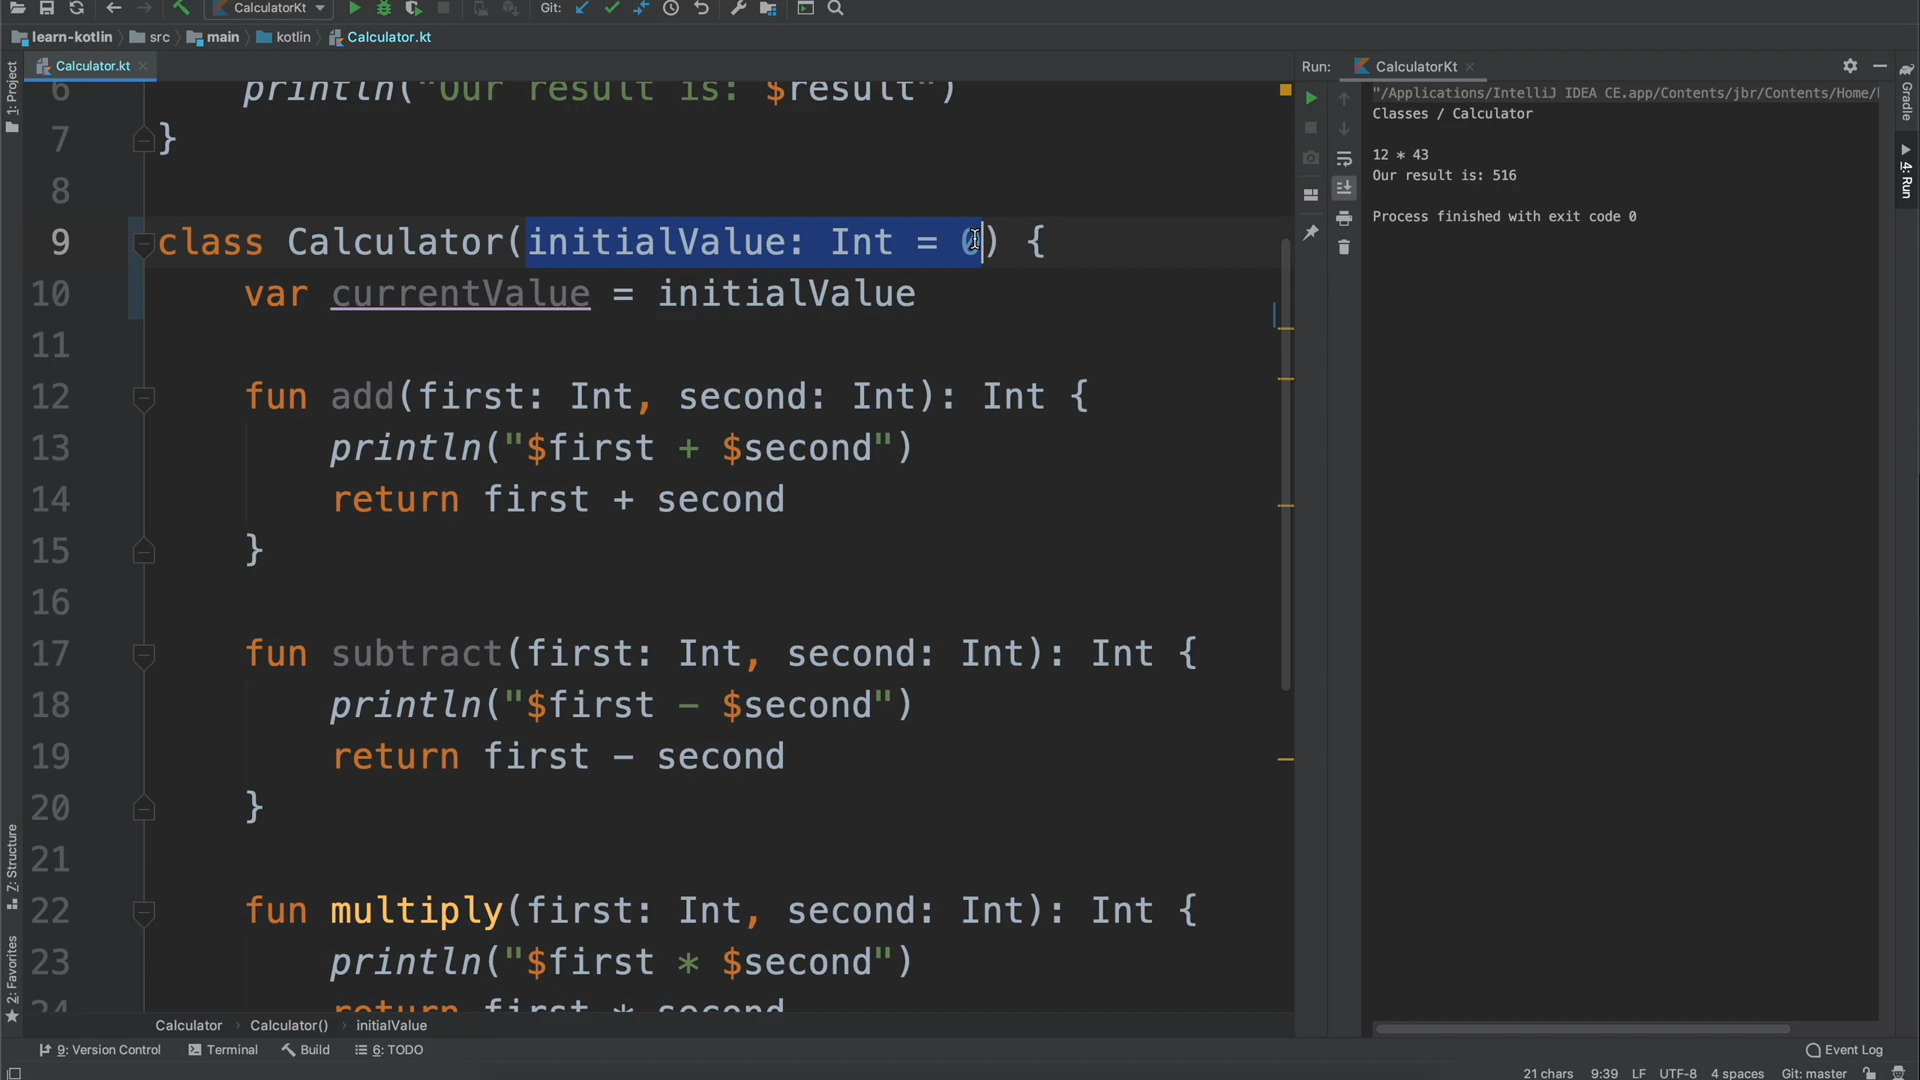 CalculatorKt
Git:
learn-kotlin
src
main
kotlin
Calculator.kt
1: Project
Calculator.kt
6 println("Our result is: $result")
7 }
8
9 class Calculator(initialValue: Int = 0) {
10 var currentValue = initialValue
11
12 fun add(first: Int, second: Int): Int {
13 println("$first + $second")
14 return first + second
15 }
16
17 fun subtract(first: Int, second: Int): Int {
18 println("$first - $second")
19 return first - second
20 }
21
22 fun multiply(first: Int, second: Int): Int {
23 println("$first * $second")
24 return first * second
Run:
CalculatorKt
"/Applications/IntelliJ IDEA CE.app/Contents/jbr/Contents/Home/
Classes / Calculator
12 * 43
Our result is: 516
Process finished with exit code 0
Gradle
4: Run
Z: Structure
2: Favorites
Calculator
Calculator()
initialValue
9: Version Control
Terminal
Build
6: TODO
Event Log
21 chars
9:39
LF
UTF-8
4 spaces
Git: master